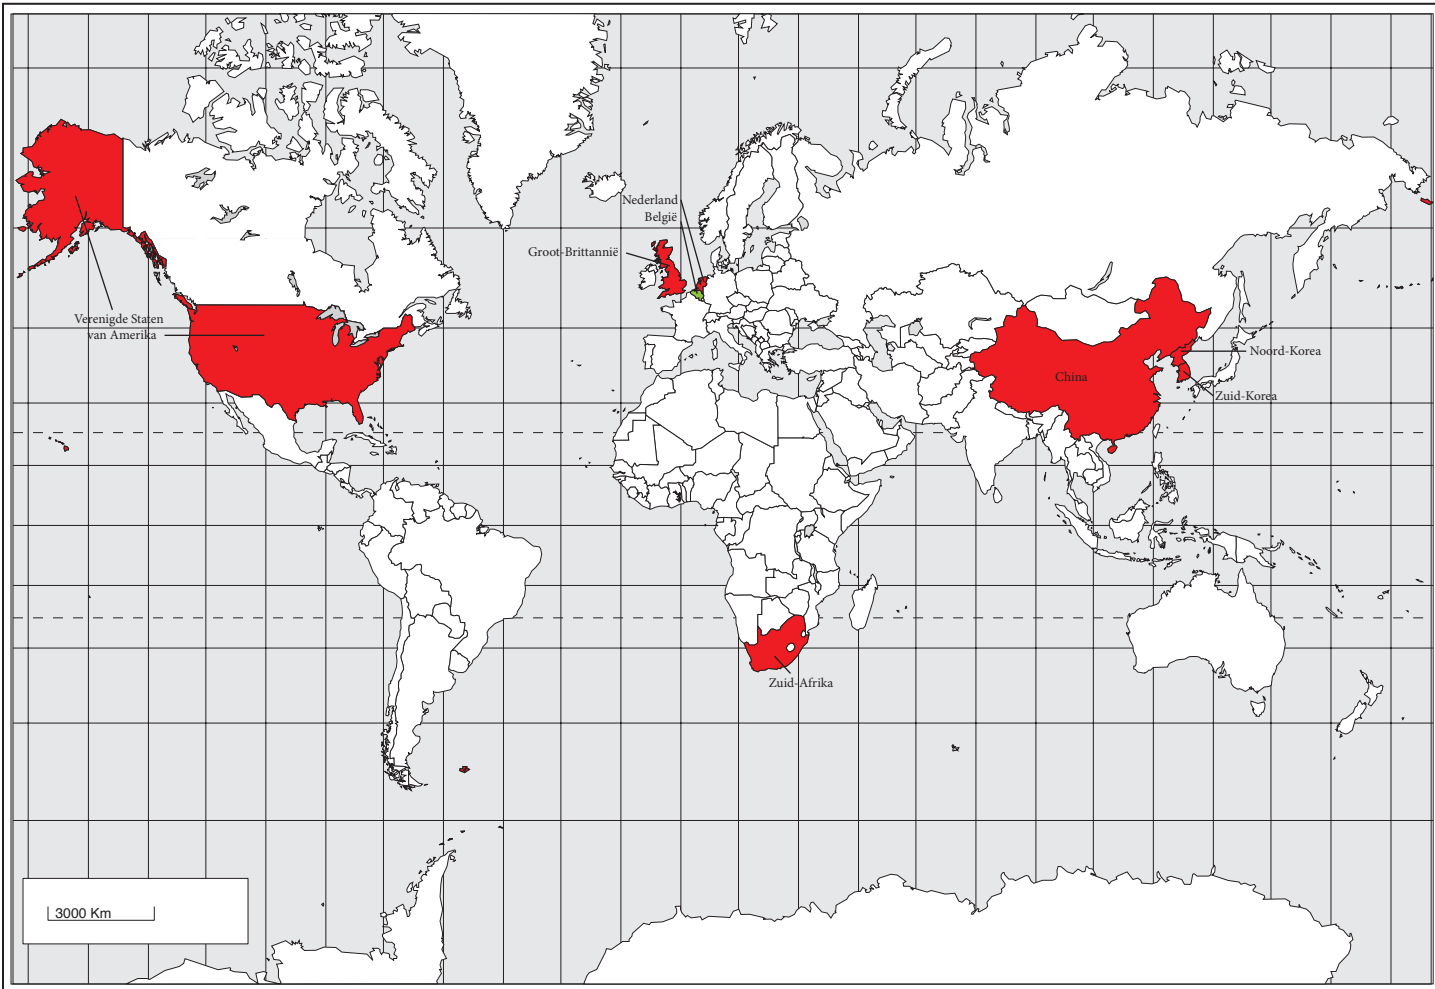 Nederland
België
Groot-Brittannië
Verenigde Staten
van Amerika
Noord-Korea
China
Zuid-Korea
Zuid-Afrika
3000 Km